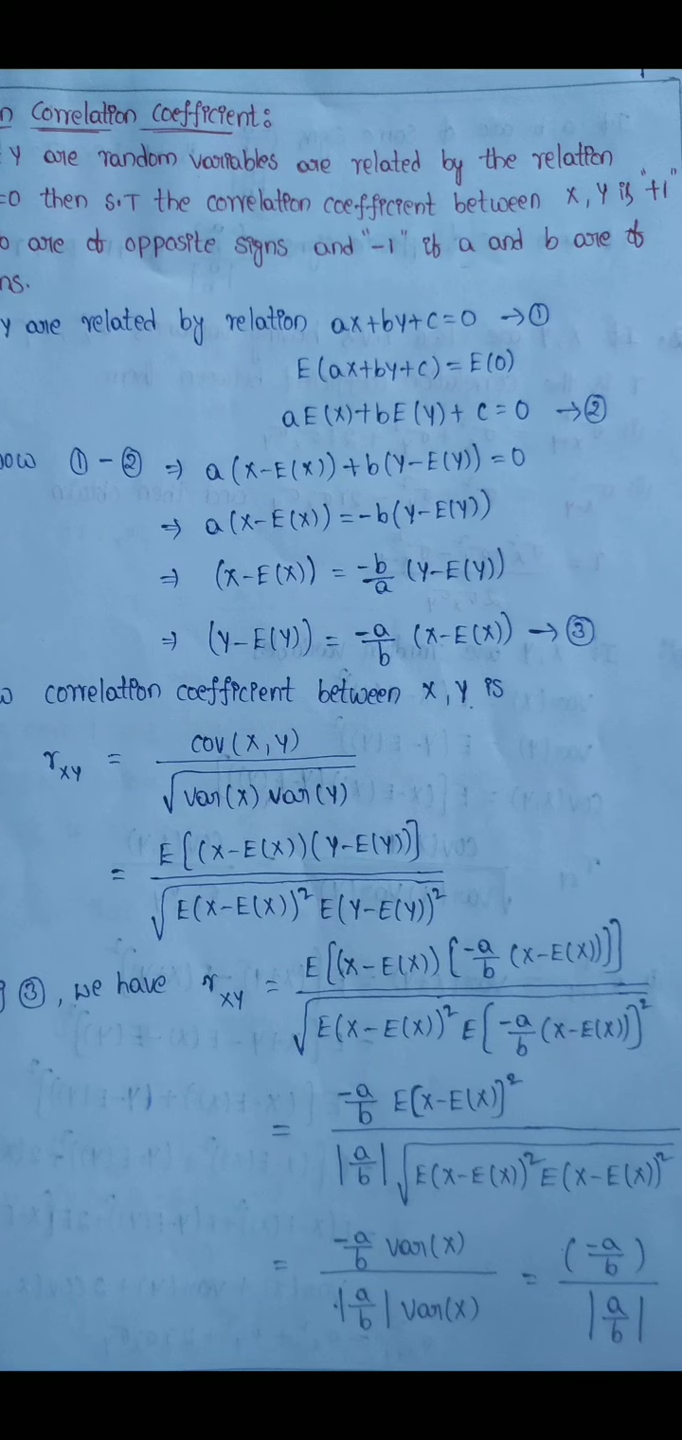 n Correlation Coefficient:
Y are random variables are related by the relation
=0 then S.T the correlation coefficient between X, Y is "+1"
b are of opposite signs and "-1" if a and b are of
ns.
y are related by relation ax+by+c=0 → ①
E(ax+by+c) = E(0)
aE(x)+bE(y)+c=0 → ②
now ①-② ⇒ a(x-E(x))+b(y-E(y))=0
⇒ a(x-E(x))=-b(y-E(y))
⇒ (x-E(x)) = -b/a (y-E(y))
⇒ (y-E(y)) = -a/b (x-E(x)) → ③
w correlation coefficient between x, y is
r_xy = cov(x,y) / √var(x) var(y)
= E[(x-E(x))(y-E(y))] / √E(x-E(x))² E(y-E(y))²
g ③, we have r_xy = E[(x-E(x)) [-a/b (x-E(x))]] / √E(x-E(x))² E[-a/b (x-E(x))]²
= -a/b E[x-E(x)]² / |a/b| √E(x-E(x))² E(x-E(x))²
= -a/b var(x) / |a/b| var(x) = (-a/b) / |a/b|